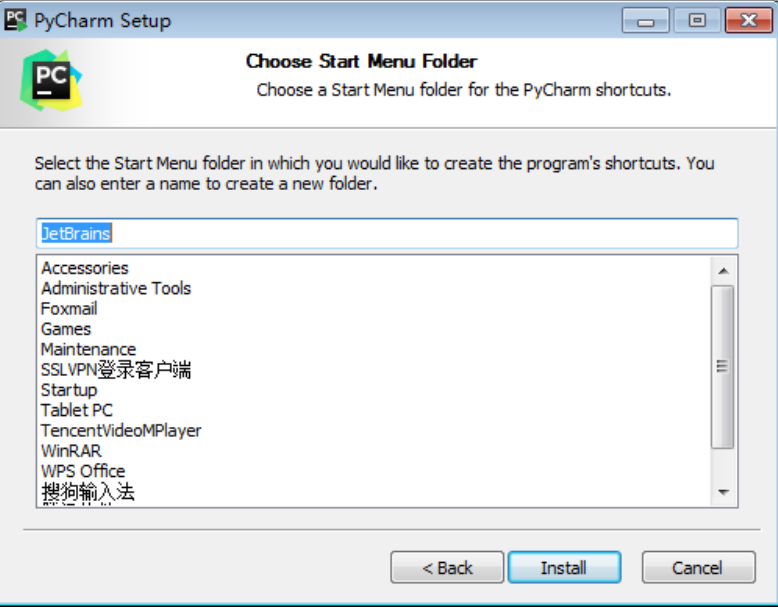 PyCharm Setup
PC
Choose Start Menu Folder
Choose a Start Menu folder for the PyCharm shortcuts.
Select the Start Menu folder in which you would like to create the program's shortcuts. You
can also enter a name to create a new folder.
JetBrains
Accessories
Administrative Tools
Foxmail
Games
Maintenance
SSLVPN登录客户端
Startup
Tablet PC
TencentVideoMPlayer
WinRAR
WPS Office
搜狗输入法
< Back
Install
Cancel